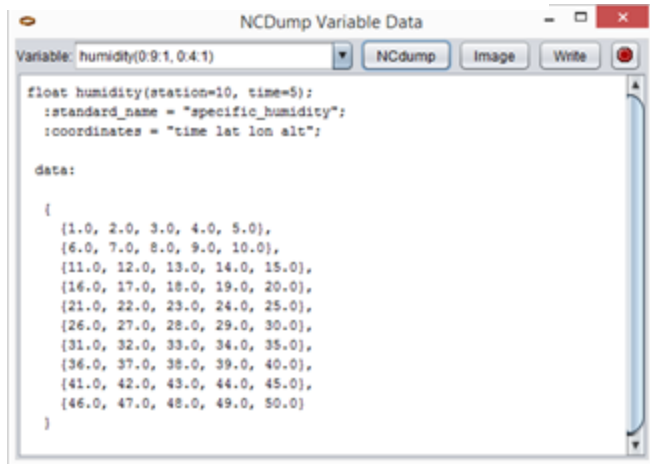 NCDump Variable Data
Variable: humidity(0:9:1, 0:4:1) NCdump Image Write
float humidity(station=10, time=5);
:standard_name = "specific_humidity";
:coordinates = "time lat lon alt";
data:
{
{1.0, 2.0, 3.0, 4.0, 5.0},
{6.0, 7.0, 8.0, 9.0, 10.0},
{11.0, 12.0, 13.0, 14.0, 15.0},
{16.0, 17.0, 18.0, 19.0, 20.0},
{21.0, 22.0, 23.0, 24.0, 25.0},
{26.0, 27.0, 28.0, 29.0, 30.0},
{31.0, 32.0, 33.0, 34.0, 35.0},
{36.0, 37.0, 38.0, 39.0, 40.0},
{41.0, 42.0, 43.0, 44.0, 45.0},
{46.0, 47.0, 48.0, 49.0, 50.0}
}